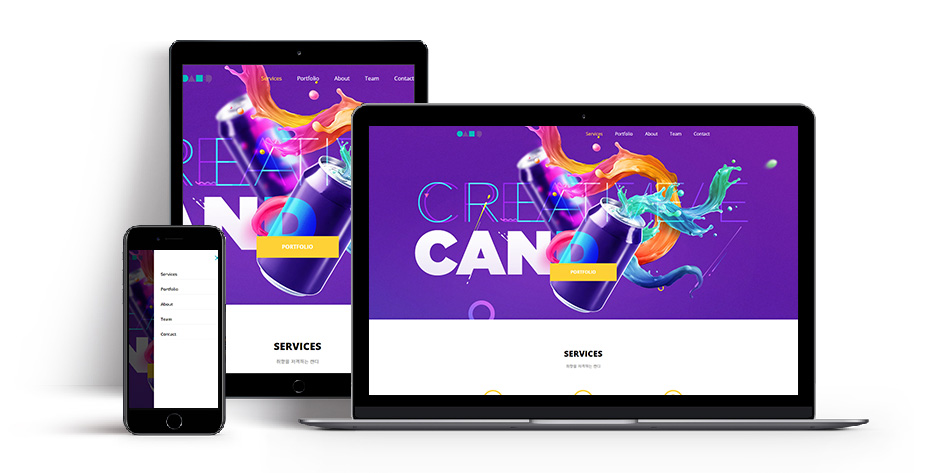 Services Portfolio About Team Contact
CREATIVE
CAN
PORTFOLIO
SERVICES
Services Portfolio About Team Contact
CREATIVE
CAN
PORTFOLIO
SERVICES
Services
Portfolio
About
Team
Contact